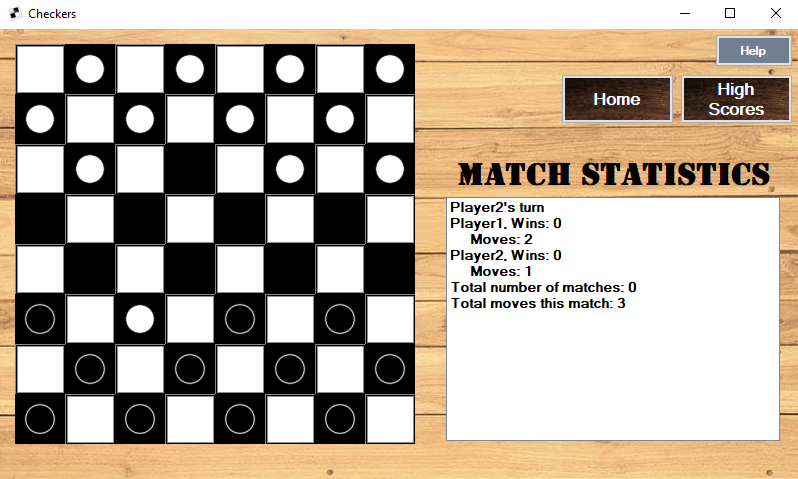 Checkers
Help
Home
High
Scores
MATCH STATISTICS
Player2's turn
Player1, Wins: 0
Moves: 2
Player2, Wins: 0
Moves: 1
Total number of matches: 0
Total moves this match: 3